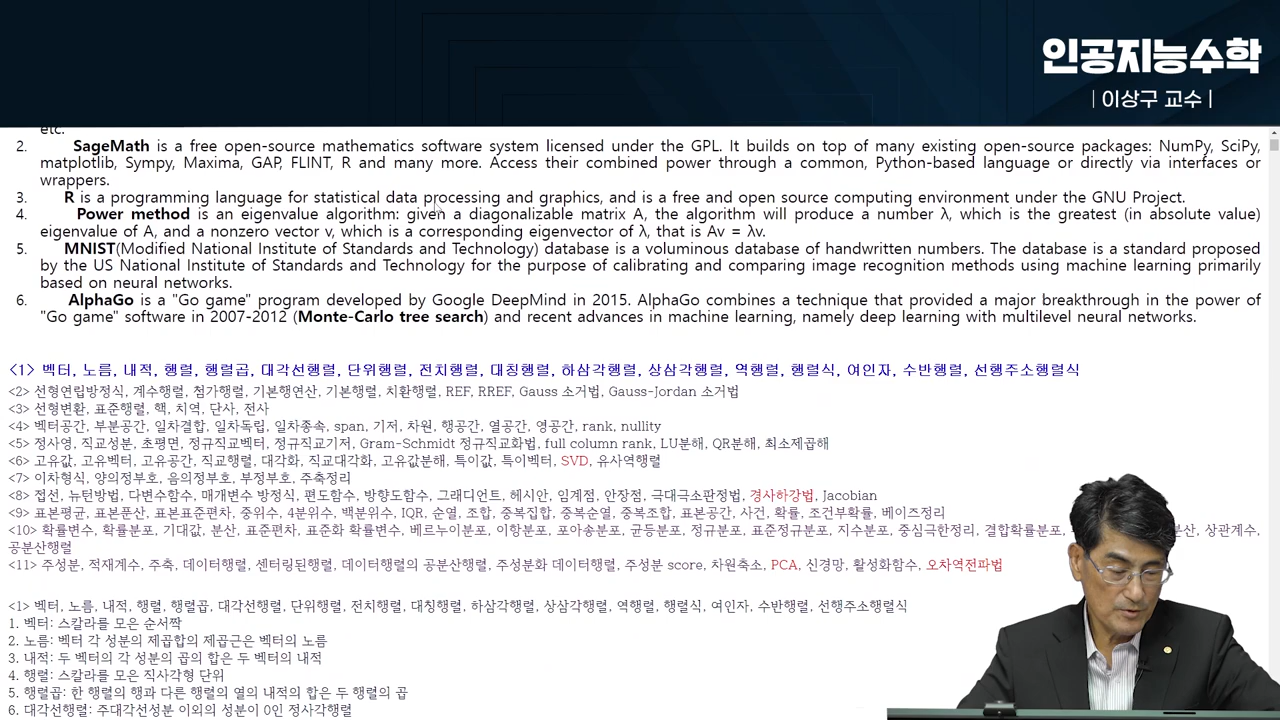 인공지능수학
| 이상구 교수 |
etc.
2. SageMath is a free open-source mathematics software system licensed under the GPL. It builds on top of many existing open-source packages: NumPy, SciPy,
matplotlib, Sympy, Maxima, GAP, FLINT, R and many more. Access their combined power through a common, Python-based language or directly via interfaces or
wrappers.
3. R is a programming language for statistical data processing and graphics, and is a free and open source computing environment under the GNU Project.
4. Power method is an eigenvalue algorithm: given a diagonalizable matrix A, the algorithm will produce a number λ, which is the greatest (in absolute value)
eigenvalue of A, and a nonzero vector v, which is a corresponding eigenvector of λ, that is Av = λv.
5. MNIST(Modified National Institute of Standards and Technology) database is a voluminous database of handwritten numbers. The database is a standard proposed
by the US National Institute of Standards and Technology for the purpose of calibrating and comparing image recognition methods using machine learning primarily
based on neural networks.
6. AlphaGo is a "Go game" program developed by Google DeepMind in 2015. AlphaGo combines a technique that provided a major breakthrough in the power of
"Go game" software in 2007-2012 (Monte-Carlo tree search) and recent advances in machine learning, namely deep learning with multilevel neural networks.
<1> 벡터, 노름, 내적, 행렬, 행렬곱, 대각선행렬, 단위행렬, 전치행렬, 대칭행렬, 하삼각행렬, 상삼각행렬, 역행렬, 행렬식, 여인자, 수반행렬, 선행주소행렬식
<2> 선형연립방정식, 계수행렬, 첨가행렬, 기본행연산, 기본행렬, 치환행렬, REF, RREF, Gauss 소거법, Gauss-Jordan 소거법
<3> 선형변환, 표준행렬, 핵, 치역, 단사, 전사
<4> 벡터공간, 부분공간, 일차결합, 일차독립, 일차종속, span, 기저, 차원, 행공간, 열공간, 영공간, rank, nullity
<5> 정사영, 직교성분, 초평면, 정규직교벡터, 정규직교기저, Gram-Schmidt 정규직교화법, full column rank, LU분해, QR분해, 최소제곱해
<6> 고유값, 고유벡터, 고유공간, 직교행렬, 대각화, 직교대각화, 고유값분해, 특이값, 특이벡터, SVD, 유사역행렬
<7> 이차형식, 양의정부호, 음의정부호, 부정부호, 주축정리
<8> 접선, 뉴턴방법, 다변수함수, 매개변수 방정식, 편도함수, 방향도함수, 그래디언트, 헤시안, 임계점, 안장점, 극대극소판정법, 경사하강법, Jacobian
<9> 표본평균, 표본분산, 표본표준편차, 중위수, 4분위수, 백분위수, IQR, 순열, 조합, 중복집합, 중복순열, 중복조합, 표본공간, 사건, 확률, 조건부확률, 베이즈정리
<10> 확률변수, 확률분포, 기대값, 분산, 표준편차, 표준화 확률변수, 베르누이분포, 이항분포, 포아송분포, 균등분포, 정규분포, 표준정규분포, 지수분포, 중심극한정리, 결합확률분포, 분산, 상관계수,
공분산행렬
<11> 주성분, 적재계수, 주축, 데이터행렬, 센터링된행렬, 데이터행렬의 공분산행렬, 주성분화 데이터행렬, 주성분 score, 차원축소, PCA, 신경망, 활성화함수, 오차역전파법
<1> 벡터, 노름, 내적, 행렬, 행렬곱, 대각선행렬, 단위행렬, 전치행렬, 대칭행렬, 하삼각행렬, 상삼각행렬, 역행렬, 행렬식, 여인자, 수반행렬, 선행주소행렬식
1. 벡터: 스칼라를 모은 순서짝
2. 노름: 벡터 각 성분의 제곱합의 제곱근은 벡터의 노름
3. 내적: 두 벡터의 각 성분의 곱의 합은 두 벡터의 내적
4. 행렬: 스칼라를 모은 직사각형 단위
5. 행렬곱: 한 행렬의 행과 다른 행렬의 열의 내적의 합은 두 행렬의 곱
6. 대각선행렬: 주대각선성분 이외의 성분이 0인 정사각행렬